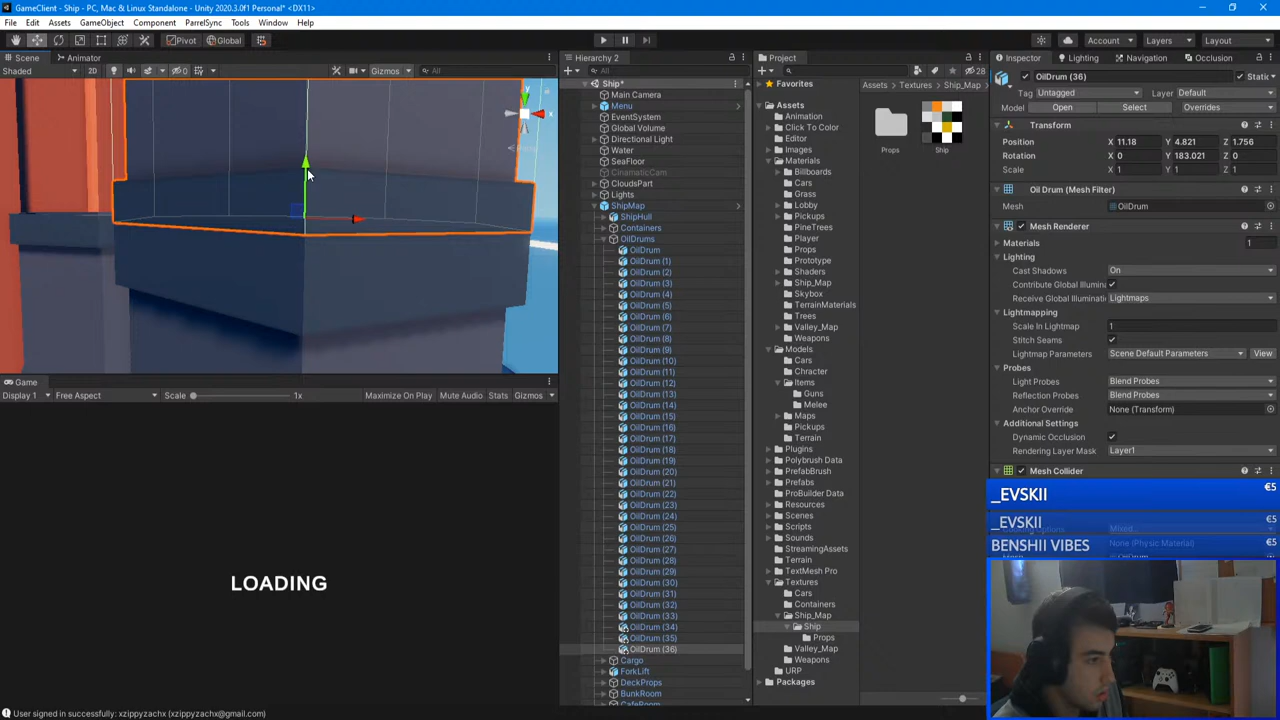 GameClient - Ship - PC, Mac & Linux Standalone - Unity 2020.3.0f1 Personal* <DX11>
File Edit Assets GameObject Component ParrelSync Tools Window Help
Pivot Global Account Layers Layout
Scene Animator
Shaded 2D 0 Gizmos All
Game
Display 1 Free Aspect Scale 1x Maximize On Play Mute Audio Stats Gizmos
LOADING
User signed in successfully: xzippyzachx (xzippyzachx@gmail.com)
Hierarchy 2
All
Ship*
Main Camera
Menu
EventSystem
Global Volume
Directional Light
Water
SeaFloor
CinamaticCam
CloudsPart
Lights
ShipMap
ShipHull
Containers
OilDrums
OilDrum
OilDrum (1)
OilDrum (2)
OilDrum (3)
OilDrum (4)
OilDrum (5)
OilDrum (6)
OilDrum (7)
OilDrum (8)
OilDrum (9)
OilDrum (10)
OilDrum (11)
OilDrum (12)
OilDrum (13)
OilDrum (14)
OilDrum (15)
OilDrum (16)
OilDrum (17)
OilDrum (18)
OilDrum (19)
OilDrum (20)
OilDrum (21)
OilDrum (22)
OilDrum (23)
OilDrum (24)
OilDrum (25)
OilDrum (26)
OilDrum (27)
OilDrum (28)
OilDrum (29)
OilDrum (30)
OilDrum (31)
OilDrum (32)
OilDrum (33)
OilDrum (34)
OilDrum (35)
OilDrum (36)
Cargo
ForkLift
DeckProps
BunkRoom
Project
28
Favorites
Assets
Animation
Click To Color
Editor
Images
Materials
Billboards
Cars
Grass
Lobby
Pickups
PineTrees
Player
Props
Prototype
Shaders
Ship_Map
Skybox
TerrainMaterials
Trees
Valley_Map
Weapons
Models
Cars
Chracter
Items
Guns
Melee
Maps
Pickups
Terrain
Plugins
Polybrush Data
PrefabBrush
Prefabs
ProBuilder Data
Resources
Scenes
Scripts
Sounds
StreamingAssets
Terrain
TextMesh Pro
Textures
Cars
Containers
Ship_Map
Ship
Props
Valley_Map
Weapons
URP
Packages
Assets Textures Ship_Map
Props Ship
Inspector Lighting Navigation Occlusion
OilDrum (36) Static
Tag Untagged Layer Default
Model Open Select Overrides
Transform
Position X 11.18 Y 4.821 Z 1.756
Rotation X 0 Y 183.021 Z 0
Scale X 1 Y 1 Z 1
Oil Drum (Mesh Filter)
Mesh OilDrum
Mesh Renderer
Materials 1
Lighting
Cast Shadows On
Contribute Global Illumina
Receive Global Illuminati Lightmaps
Lightmapping
Scale In Lightmap 1
Stitch Seams
Lightmap Parameters Scene Default Parameters View
Probes
Light Probes Blend Probes
Reflection Probes Blend Probes
Anchor Override None (Transform)
Additional Settings
Dynamic Occlusion
Rendering Layer Mask Layer1
Mesh Collider
_EVSKII €5
_EVSKII €5
BENSHII VIBES €5
Mixed...
None (Physic Material)